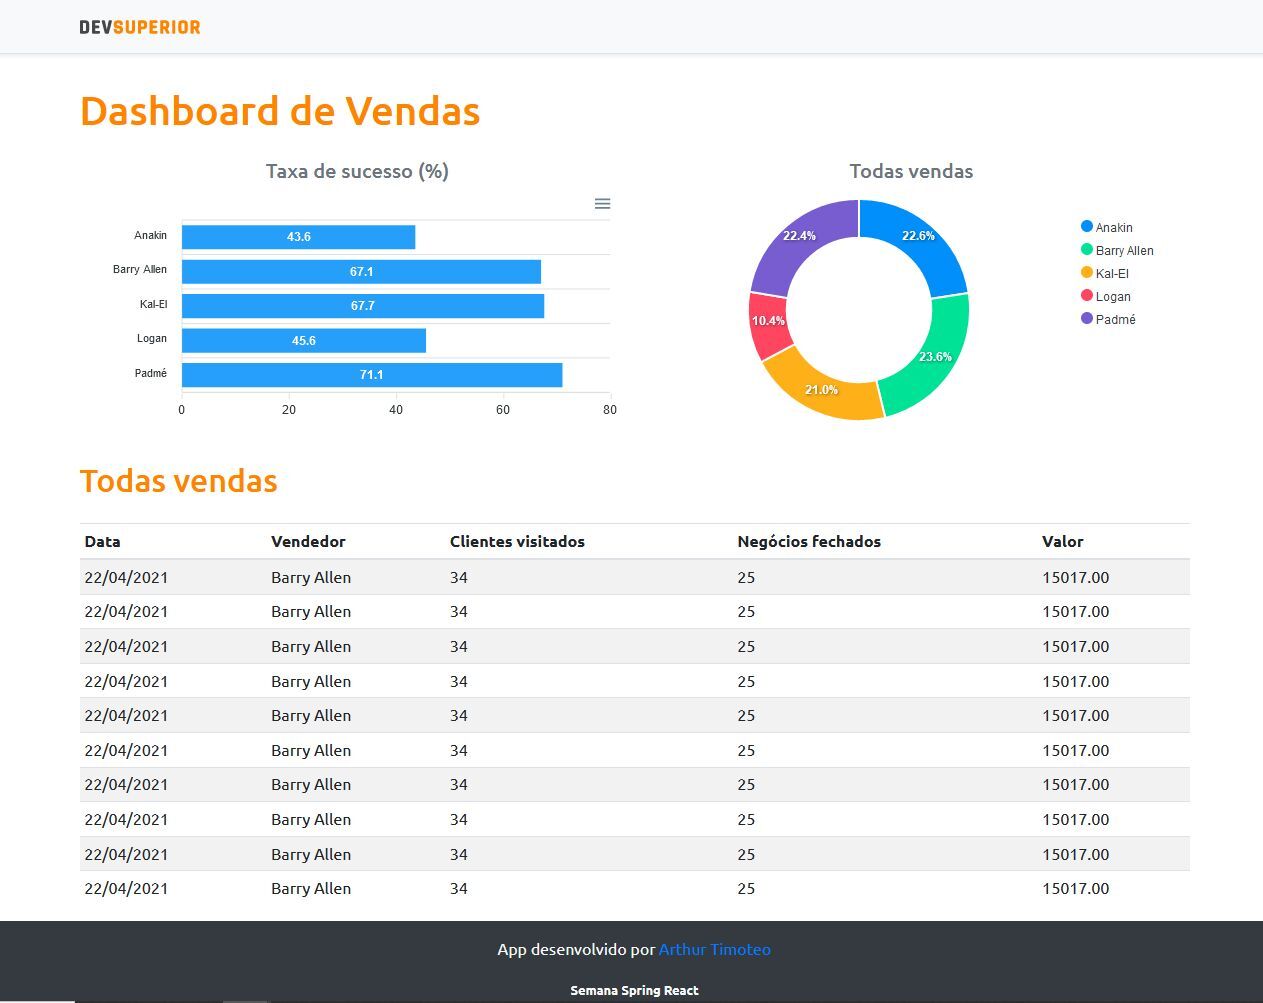 DEVSUPERIOR
Dashboard de Vendas
Taxa de sucesso (%)
Anakin 43.6
Barry Allen 67.1
Kal-El 67.7
Logan 45.6
Padmé 71.1
0 20 40 60 80
Todas vendas
22.4% 22.6%
10.4%
23.6%
21.0%
Anakin
Barry Allen
Kal-El
Logan
Padmé
Todas vendas
Data Vendedor Clientes visitados Negócios fechados Valor
22/04/2021 Barry Allen 34 25 15017.00
22/04/2021 Barry Allen 34 25 15017.00
22/04/2021 Barry Allen 34 25 15017.00
22/04/2021 Barry Allen 34 25 15017.00
22/04/2021 Barry Allen 34 25 15017.00
22/04/2021 Barry Allen 34 25 15017.00
22/04/2021 Barry Allen 34 25 15017.00
22/04/2021 Barry Allen 34 25 15017.00
22/04/2021 Barry Allen 34 25 15017.00
22/04/2021 Barry Allen 34 25 15017.00
App desenvolvido por Arthur Timoteo
Semana Spring React